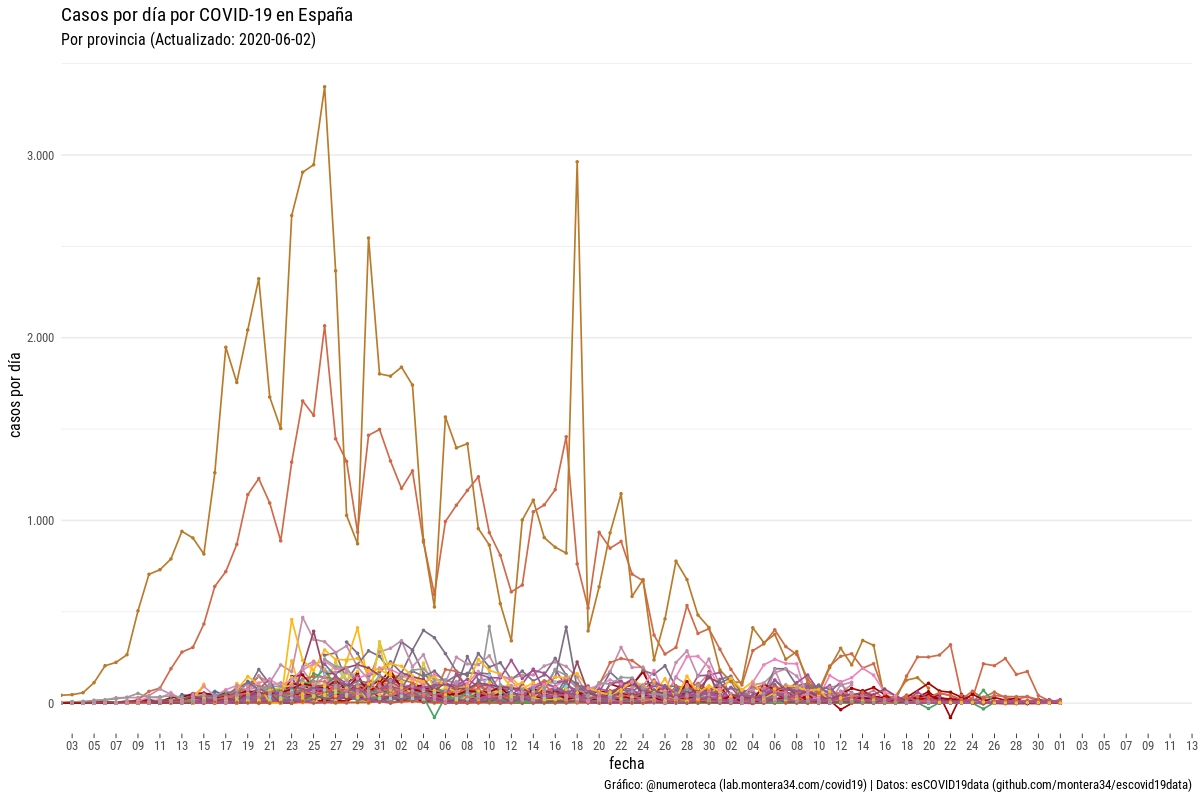 Casos por día por COVID-19 en España
Por provincia (Actualizado: 2020-06-02)
casos por día
3.000
2.000
1.000
0
03 05 07 09 11 13 15 17 19 21 23 25 27 29 31 02 04 06 08 10 12 14 16 18 20 22 24 26 28 30 02 04 06 08 10 12 14 16 18 20 22 24 26 28 30 01 03 05 07 09 11 13
fecha
Gráfico: @numeroteca (lab.montera34.com/covid19) | Datos: esCOVID19data (github.com/montera34/escovid19data)